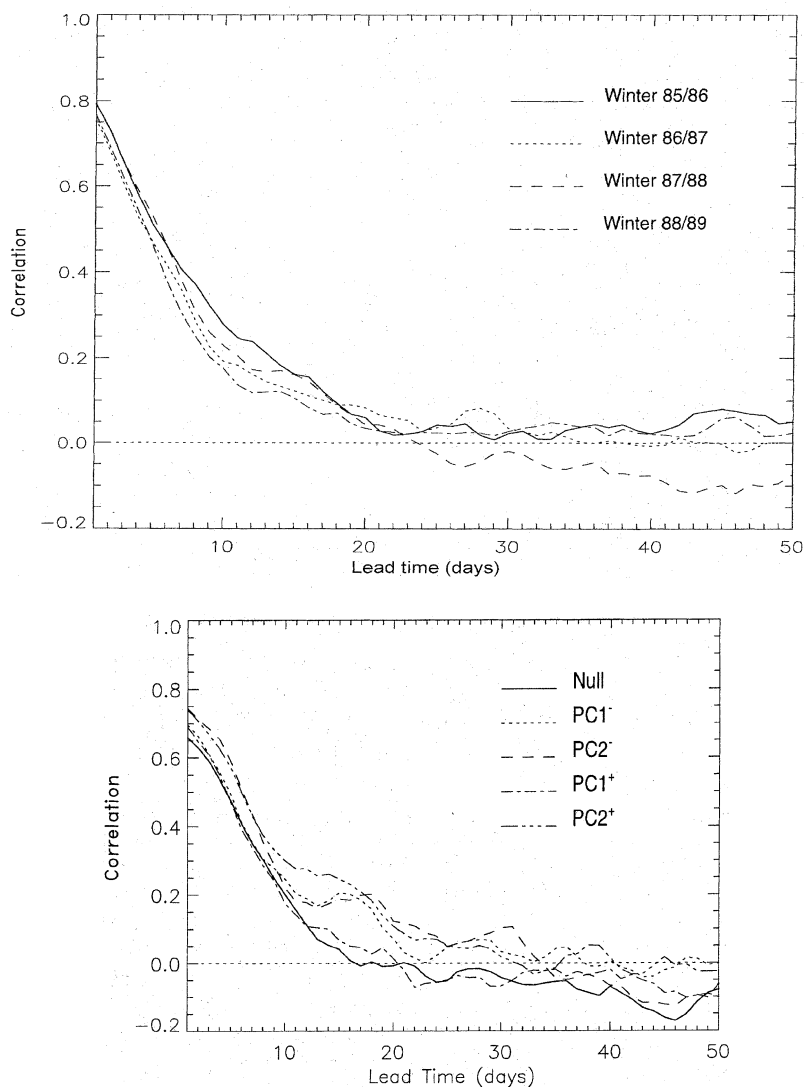 1.0
0.8
0.6
0.4
0.2
0.0
−0.2
Correlation
Winter 85/86
Winter 86/87
Winter 87/88
Winter 88/89
10 20 30 40 50
Lead time (days)
1.0
0.8
0.6
0.4
0.2
0.0
−0.2
Correlation
Null
PC1⁻
PC2⁻
PC1⁺
PC2⁺
10 20 30 40 50
Lead Time (days)